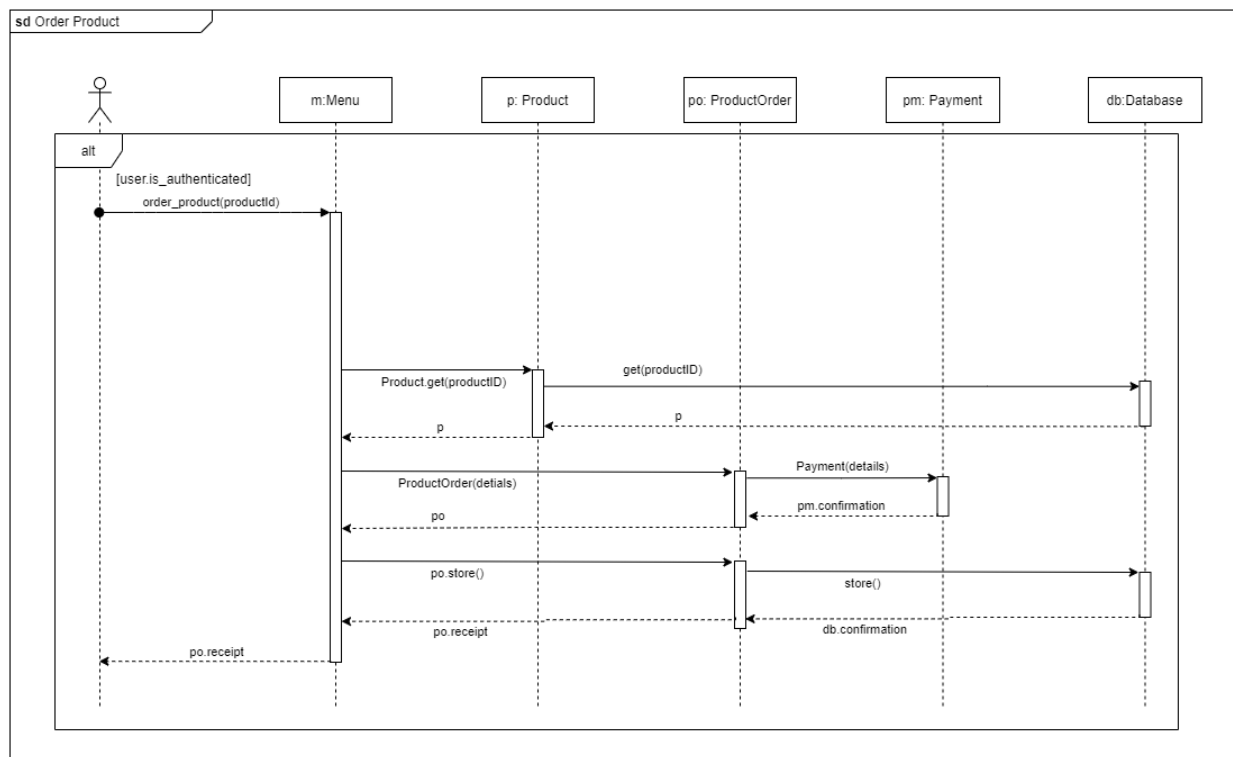 sd Order Product
m:Menu
p: Product
po: ProductOrder
pm: Payment
db:Database
alt
[user.is_authenticated]
order_product(productId)
Product.get(productID)
get(productID)
p
p
ProductOrder(detials)
Payment(details)
pm.confirmation
po
po.store()
store()
po.receipt
db.confirmation
po.receipt